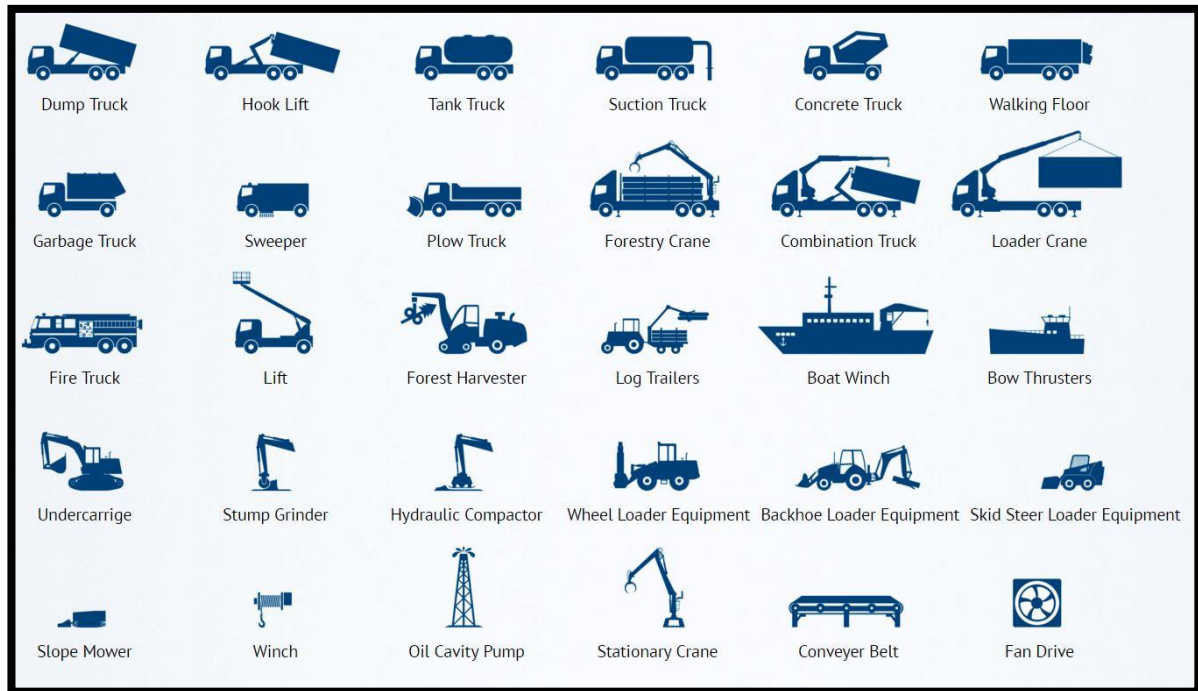 Dump Truck
Hook Lift
Tank Truck
Suction Truck
Concrete Truck
Walking Floor
Garbage Truck
Sweeper
Plow Truck
Forestry Crane
Combination Truck
Loader Crane
Fire Truck
Lift
Forest Harvester
Log Trailers
Boat Winch
Bow Thrusters
Undercarrige
Stump Grinder
Hydraulic Compactor
Wheel Loader Equipment
Backhoe Loader Equipment
Skid Steer Loader Equipment
Slope Mower
Winch
Oil Cavity Pump
Stationary Crane
Conveyer Belt
Fan Drive